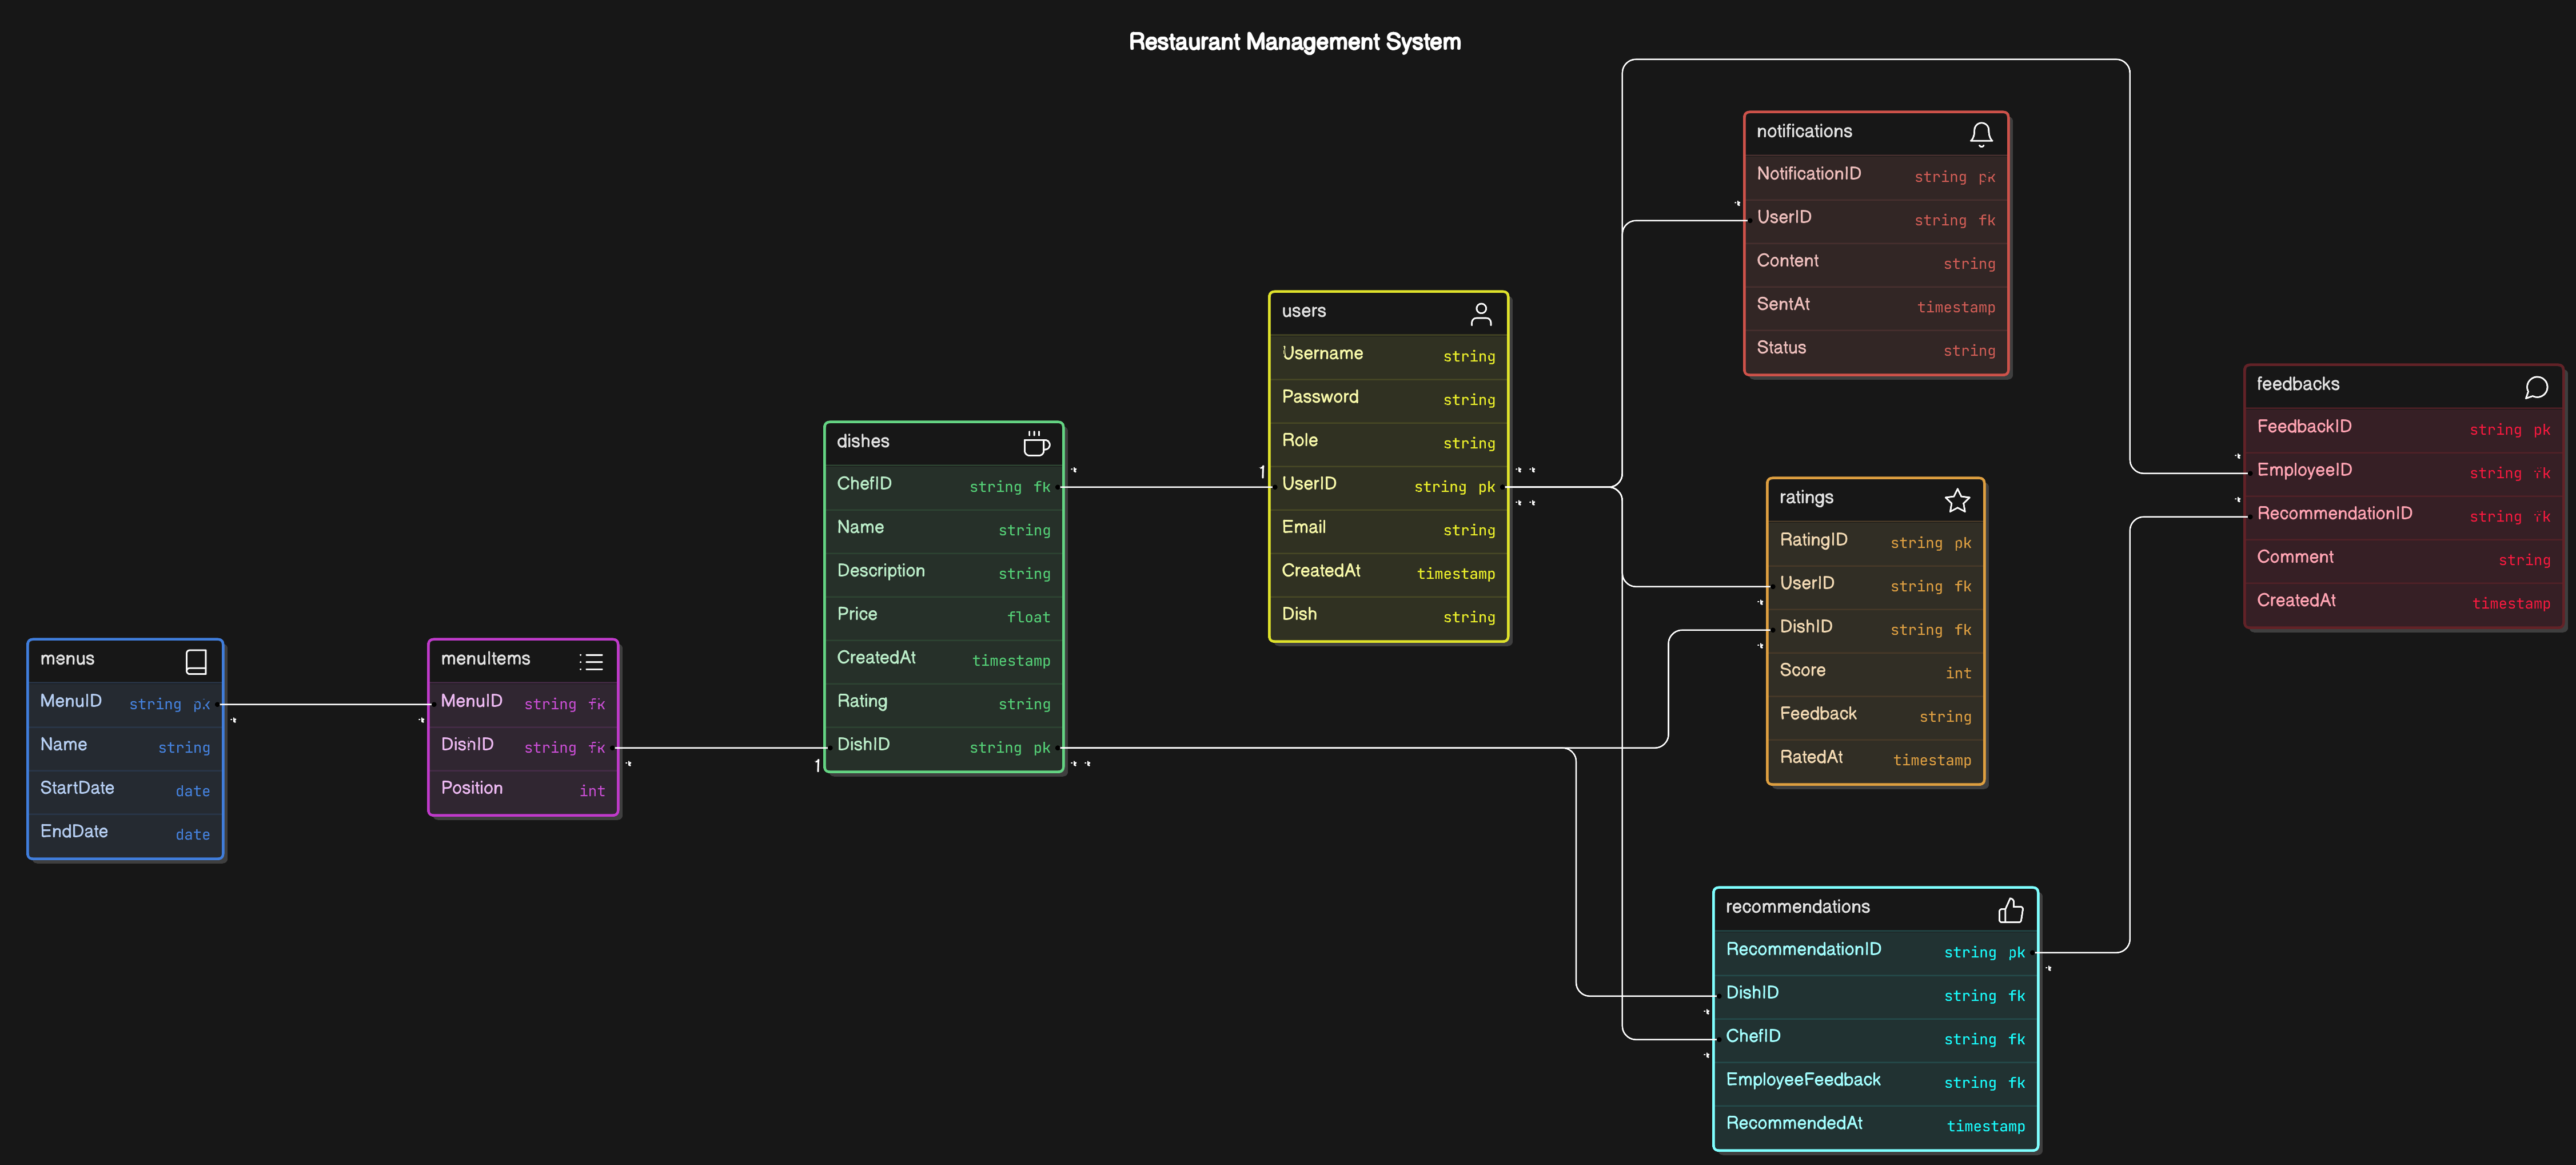 Restaurant Management System
notifications
NotificationID string pk
UserID string fk
Content string
SentAt timestamp
Status string
users
Username string
Password string
Role string
1 UserID string pk * * * *
Email string
CreatedAt timestamp
Dish string
feedbacks
FeedbackID string pk
* EmployeeID string fk
* RecommendationID string fk
Comment string
CreatedAt timestamp
dishes
ChefID string fk *
Name string
Description string
Price float
CreatedAt timestamp
Rating string
1 DishID string pk * *
ratings
RatingID string pk
UserID string fk
* DishID string fk
* Score int
Feedback string
RatedAt timestamp
menus
MenuID string pk *
Name string
StartDate date
EndDate date
menuItems
* MenuID string fk
DishID string fk *
Position int
recommendations
RecommendationID string pk *
DishID string fk
* ChefID string fk
* EmployeeFeedback string fk
RecommendedAt timestamp